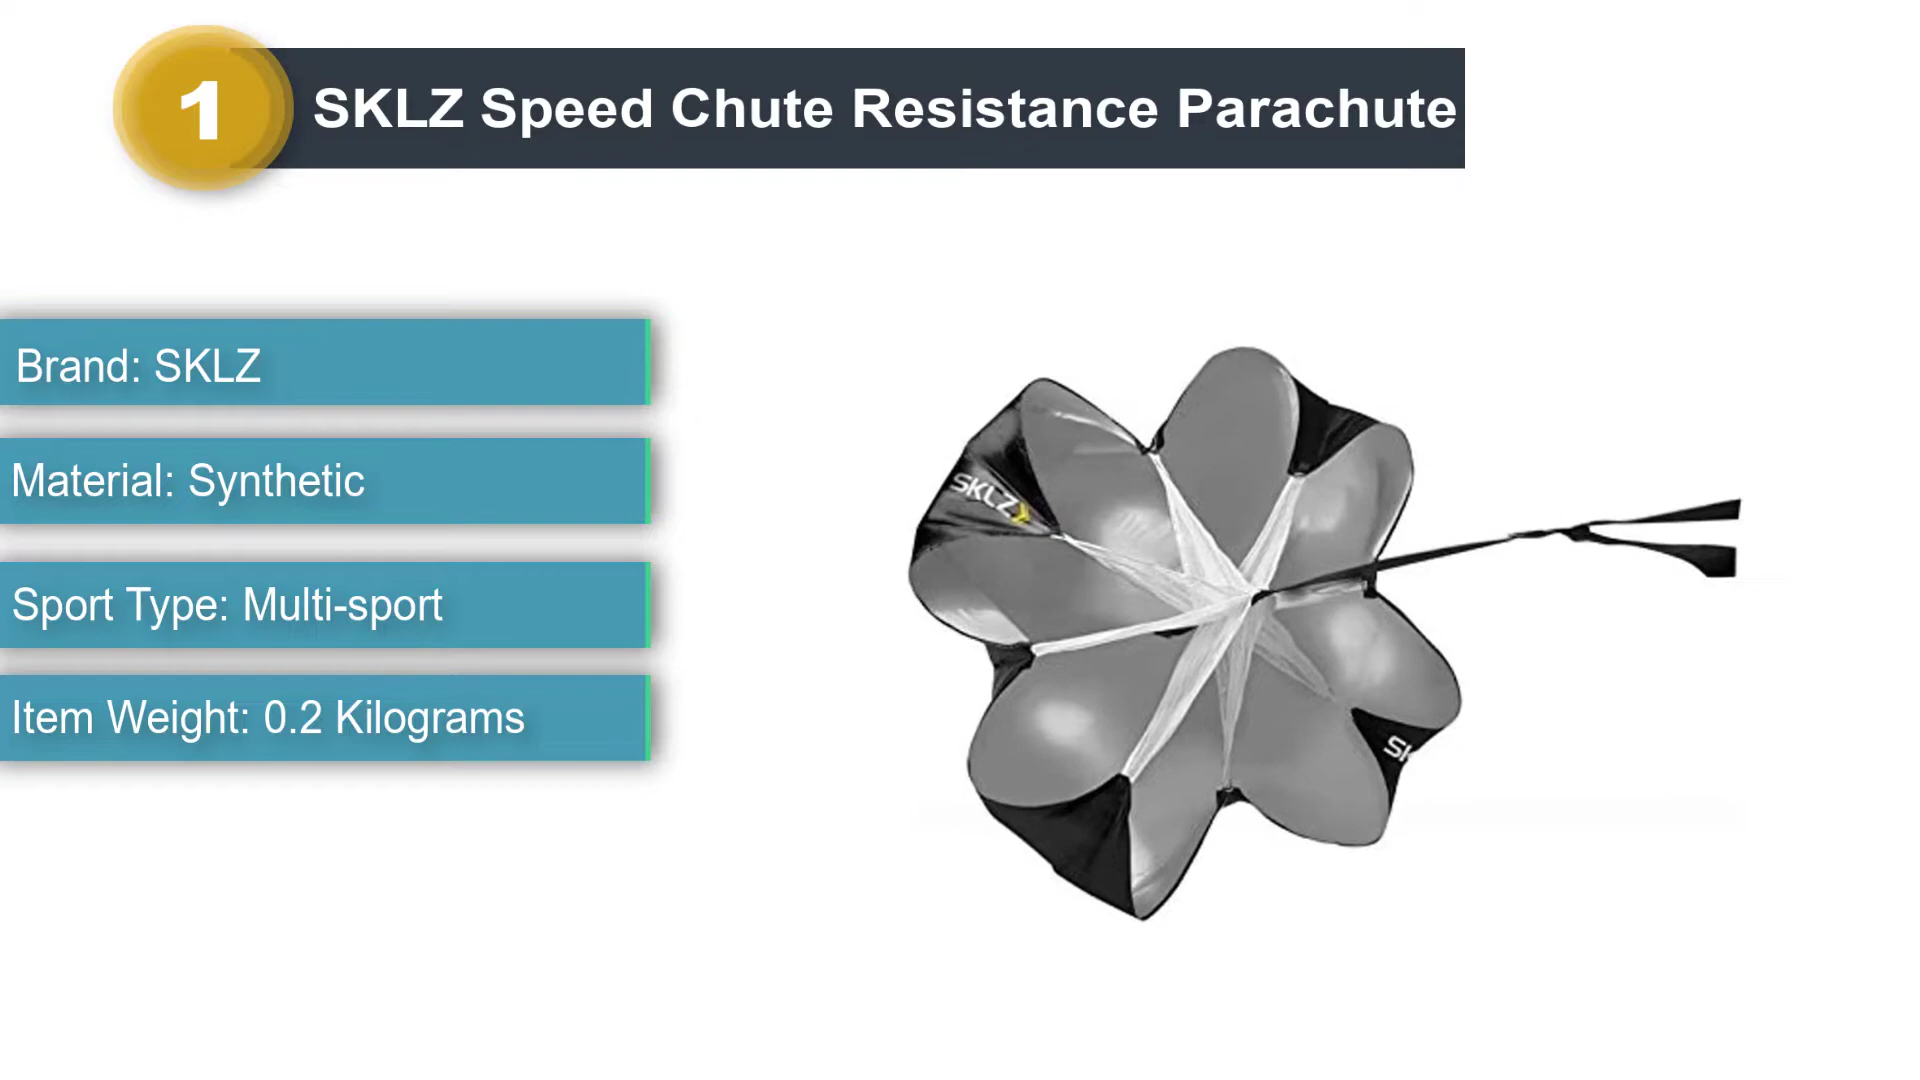 1
SKLZ Speed Chute Resistance Parachute
Brand: SKLZ
Material: Synthetic
Sport Type: Multi-sport
Item Weight: 0.2 Kilograms
SKLZ
SK